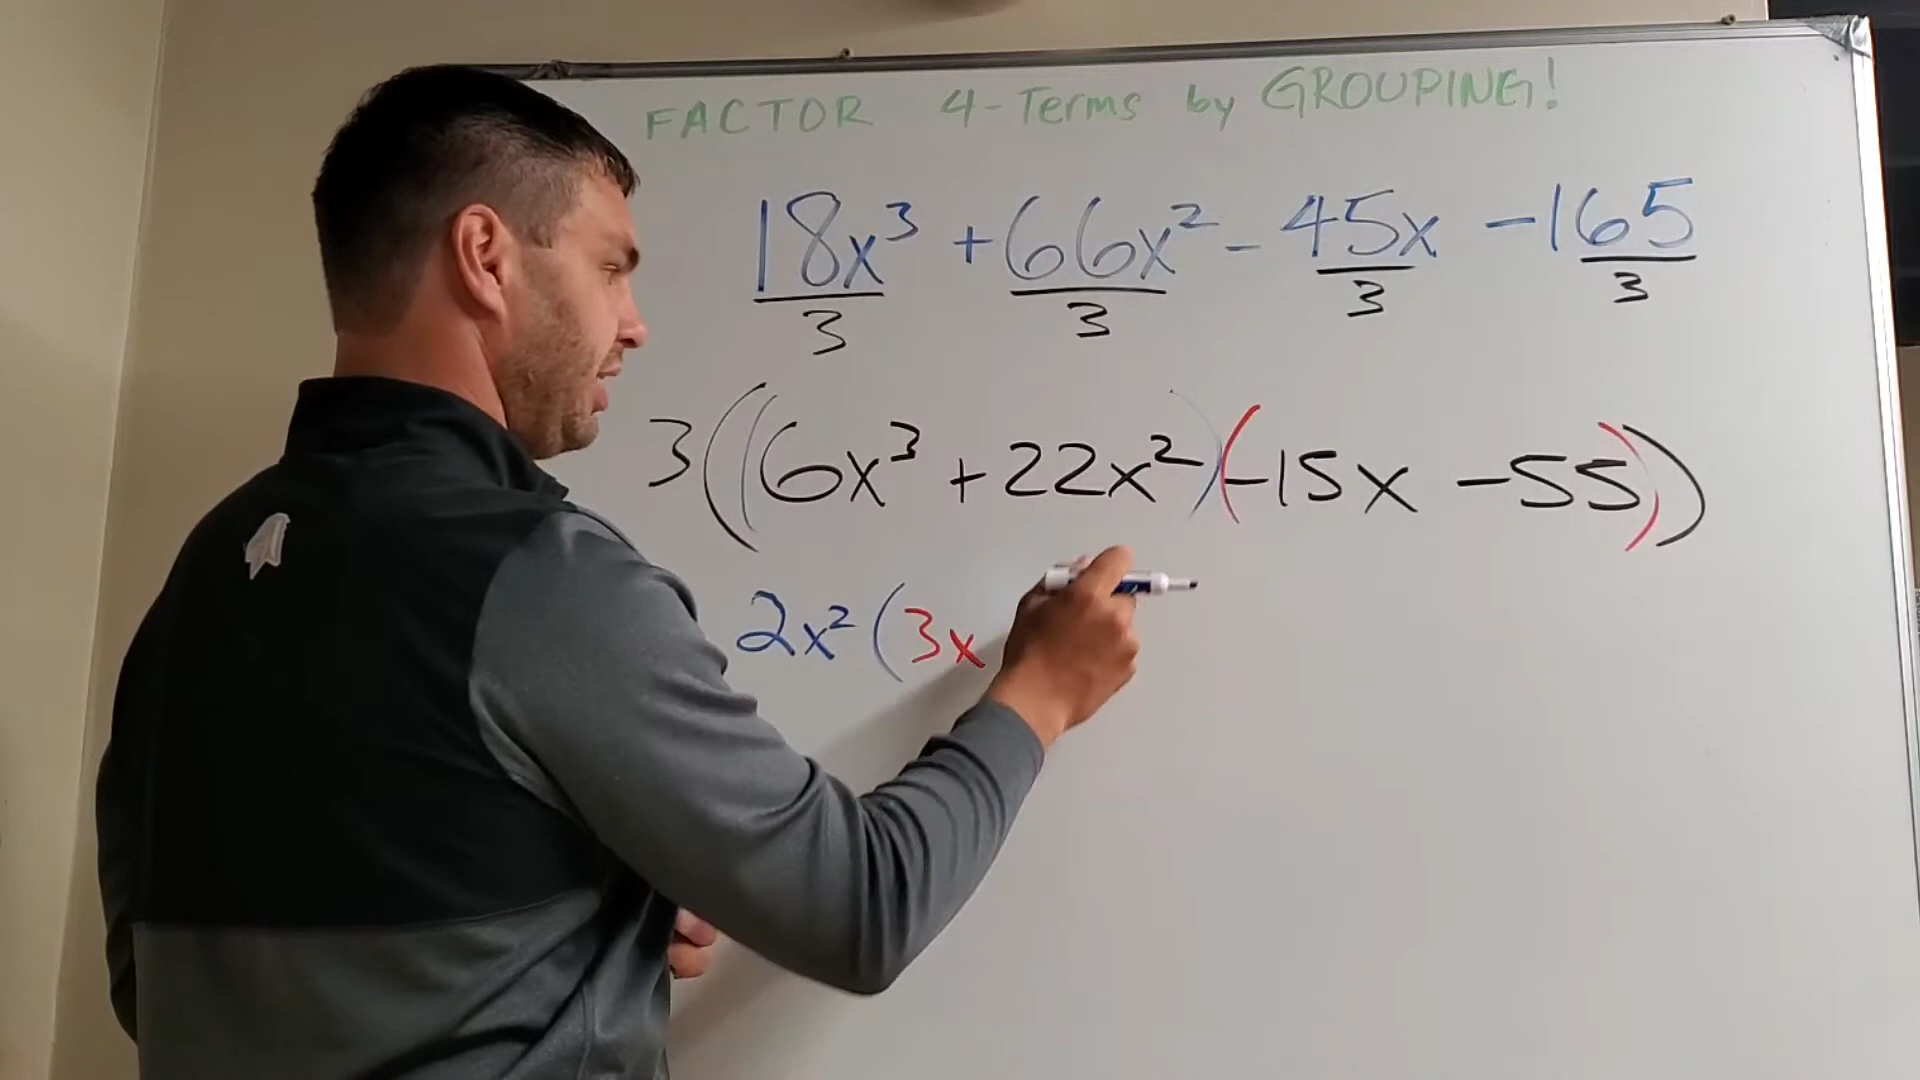 FACTOR 4-Terms by GROUPING!
18x³ + 66x² - 45x - 165
3 3 3 3
3((6x³ + 22x²)(-15x - 55))
2x² (3x